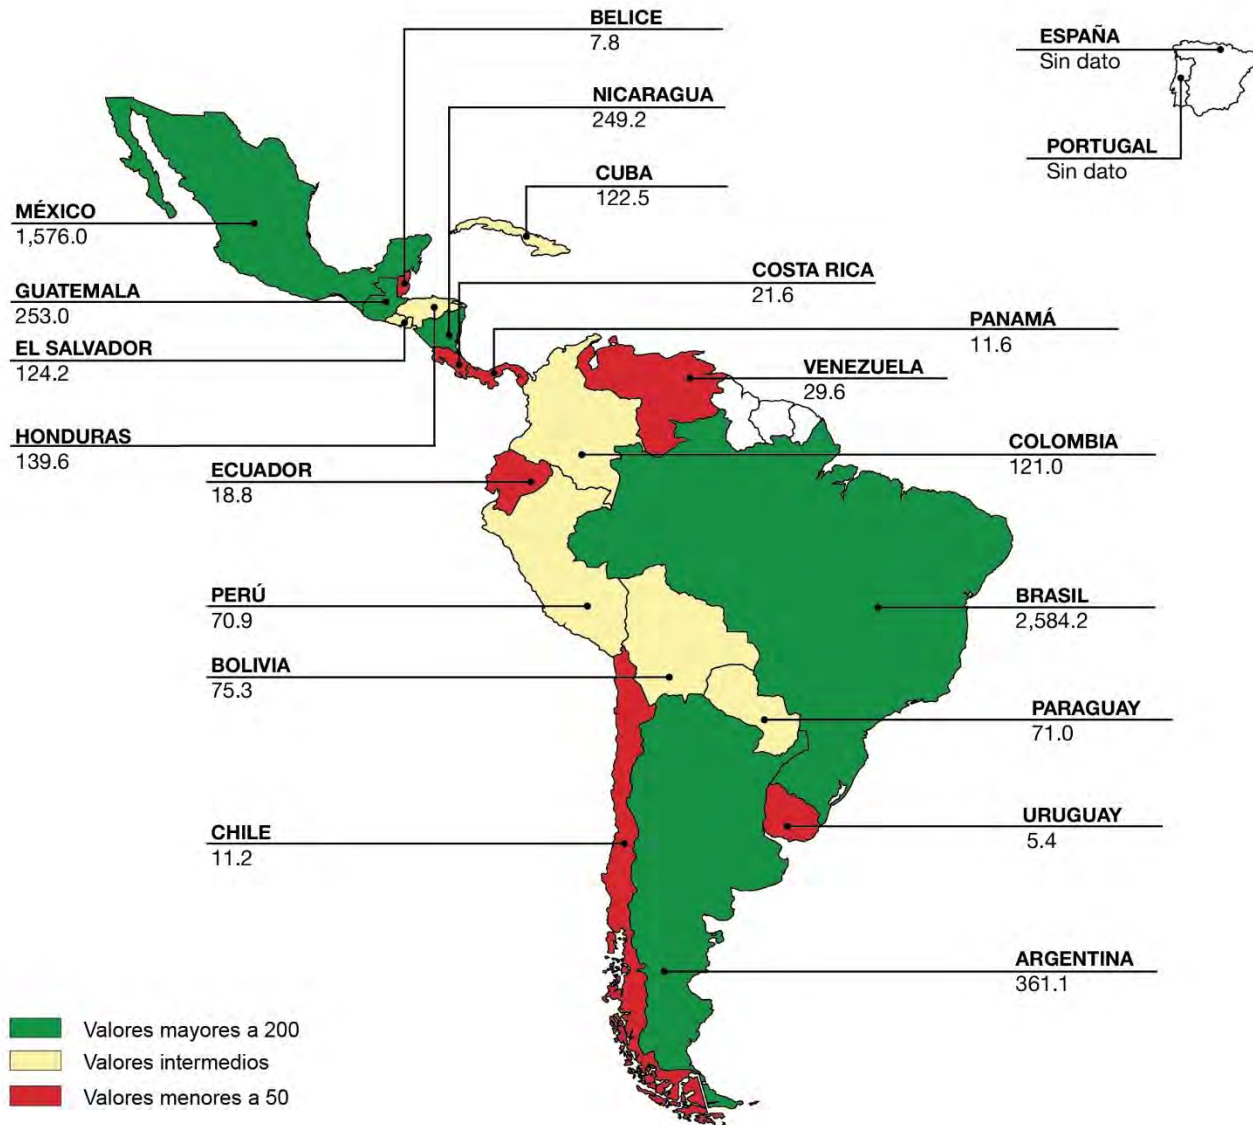 BELICE
7.8
ESPAÑA
Sin dato
NICARAGUA
249.2
PORTUGAL
Sin dato
CUBA
122.5
MÉXICO
1,576.0
COSTA RICA
21.6
GUATEMALA
253.0
PANAMÁ
11.6
EL SALVADOR
124.2
VENEZUELA
29.6
HONDURAS
139.6
COLOMBIA
121.0
ECUADOR
18.8
PERÚ
70.9
BRASIL
2,584.2
BOLIVIA
75.3
PARAGUAY
71.0
CHILE
11.2
URUGUAY
5.4
ARGENTINA
361.1
Valores mayores a 200
Valores intermedios
Valores menores a 50